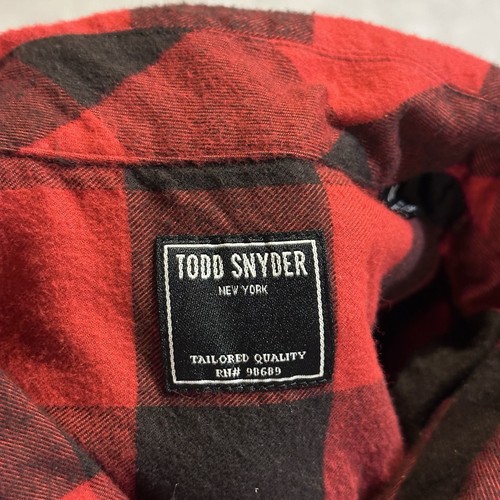 TODD SNYDER
NEW YORK
TAILORED QUALITY
RN# 98689